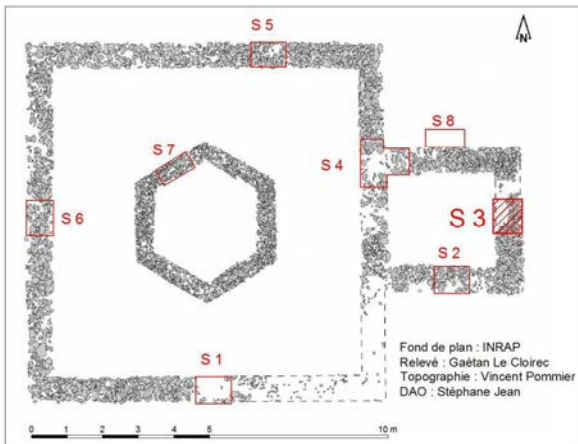 S 5
N
S 8
S 7
S 4
S 3
S 6
S 2
S 1
Fond de plan : INRAP
Relevé : Gaétan Le Cloirec
Topographie : Vincent Pommier
DAO : Stéphane Jean
0 1 2 3 4 5 10 m